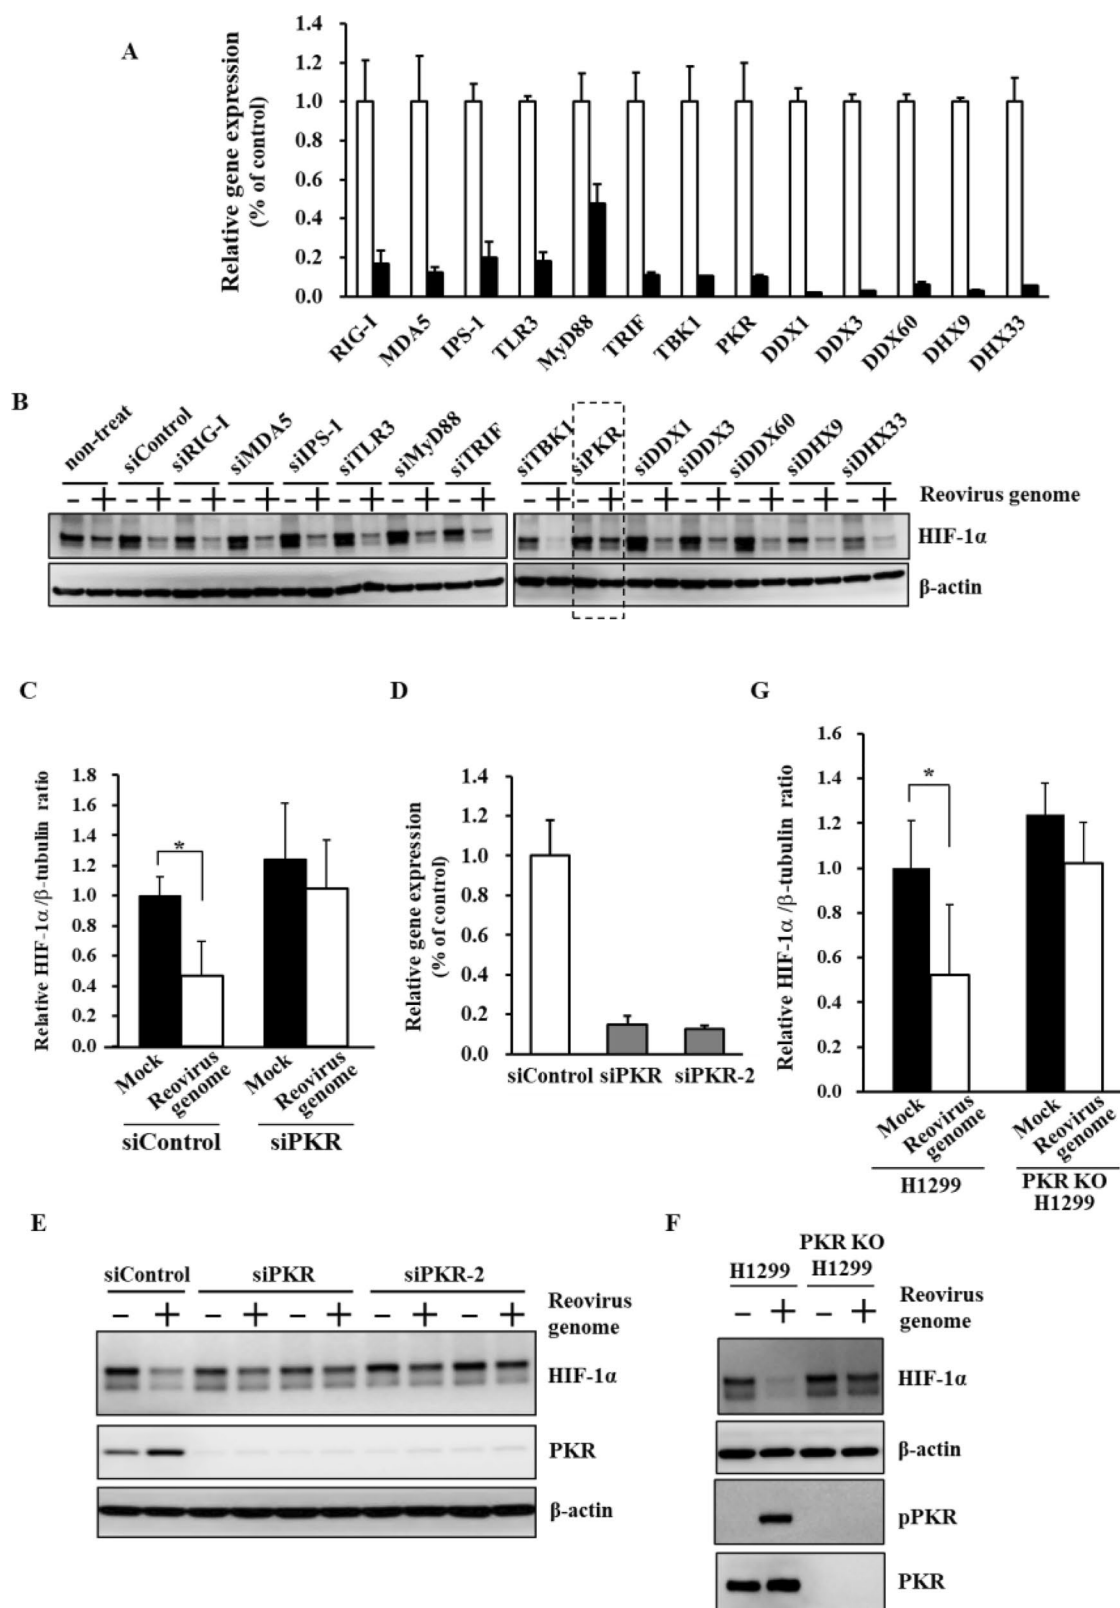 A
Relative gene expression
(% of control)
1.4
1.2
1.0
0.8
0.6
0.4
0.2
0.0
RIG-I MDA5 IPS-1 TLR3 MyD88 TRIF TBK1 PKR DDX1 DDX3 DDX60 DHX9 DHX33
B
non-treat siControl siRIG-I siMDA5 siIPS-1 siTLR3 siMyD88 siTRIF siTBK1 siPKR siDDX1 siDDX3 siDDX60 siDHX9 siDHX33
− + − + − + − + − + − + − + − + − + − + − + − + − + − + − + Reovirus genome
HIF-1α
β-actin
C
Relative HIF-1α/β-tubulin ratio
1.8
1.6
1.4
1.2
1.0
0.8
0.6
0.4
0.2
0.0
*
Mock Reovirus genome Mock Reovirus genome
siControl siPKR
D
Relative gene expression
(% of control)
1.4
1.2
1.0
0.8
0.6
0.4
0.2
0.0
siControl siPKR siPKR-2
G
Relative HIF-1α/β-tubulin ratio
1.6
1.4
1.2
1.0
0.8
0.6
0.4
0.2
0.0
*
Mock Reovirus genome Mock Reovirus genome
H1299 PKR KO
H1299
E
siControl siPKR siPKR-2
− + − + − + − + − + Reovirus
genome
HIF-1α
PKR
β-actin
F
PKR KO
H1299 H1299
− + − + Reovirus
genome
HIF-1α
β-actin
pPKR
PKR